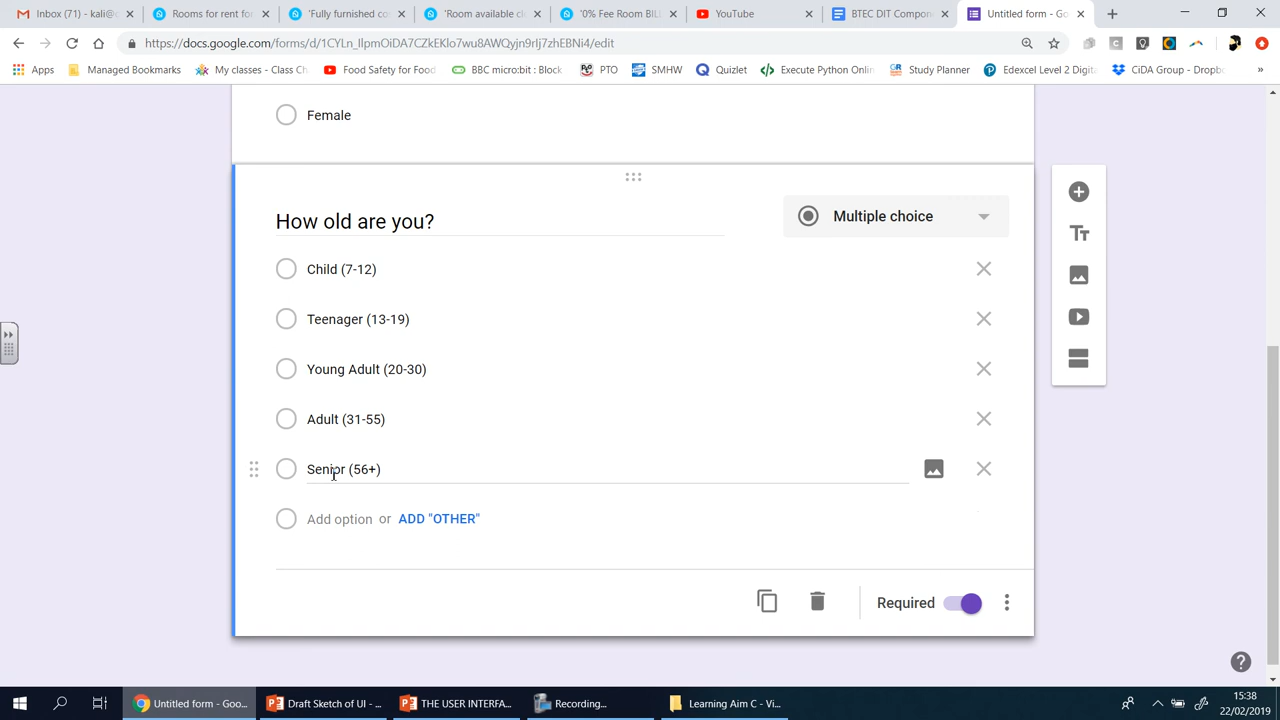 Inbox (71) - kali@c
Rooms for rent fo
'Fully furnished co
'Room available cl
'0% Fee Room BILL
YouTube
TEC DIT Compon
Untitled form - Go
https://docs.google.com/forms/d/1CYLn_IlpmOiDA7CZkEKlo7wu8AWQyjn9rIj7zhEBNi4/edit
Apps
Managed Bookmarks
My classes - Class Ch
Food Safety for Food
BBC micro:bit : Block
PTO
SMHW
Quizlet
Execute Python Onlin
Study Planner
Edexcel Level 2 Digita
CiDA Group - Dropbo
Female
How old are you?
Multiple choice
Child (7-12)
Teenager (13-19)
Young Adult (20-30)
Adult (31-55)
Senior (56+)
Add option or ADD "OTHER"
Required
Untitled form - Goo...
Draft Sketch of UI - ...
THE USER INTERFA...
Recording...
Learning Aim C - Vi...
15:38
22/02/2019